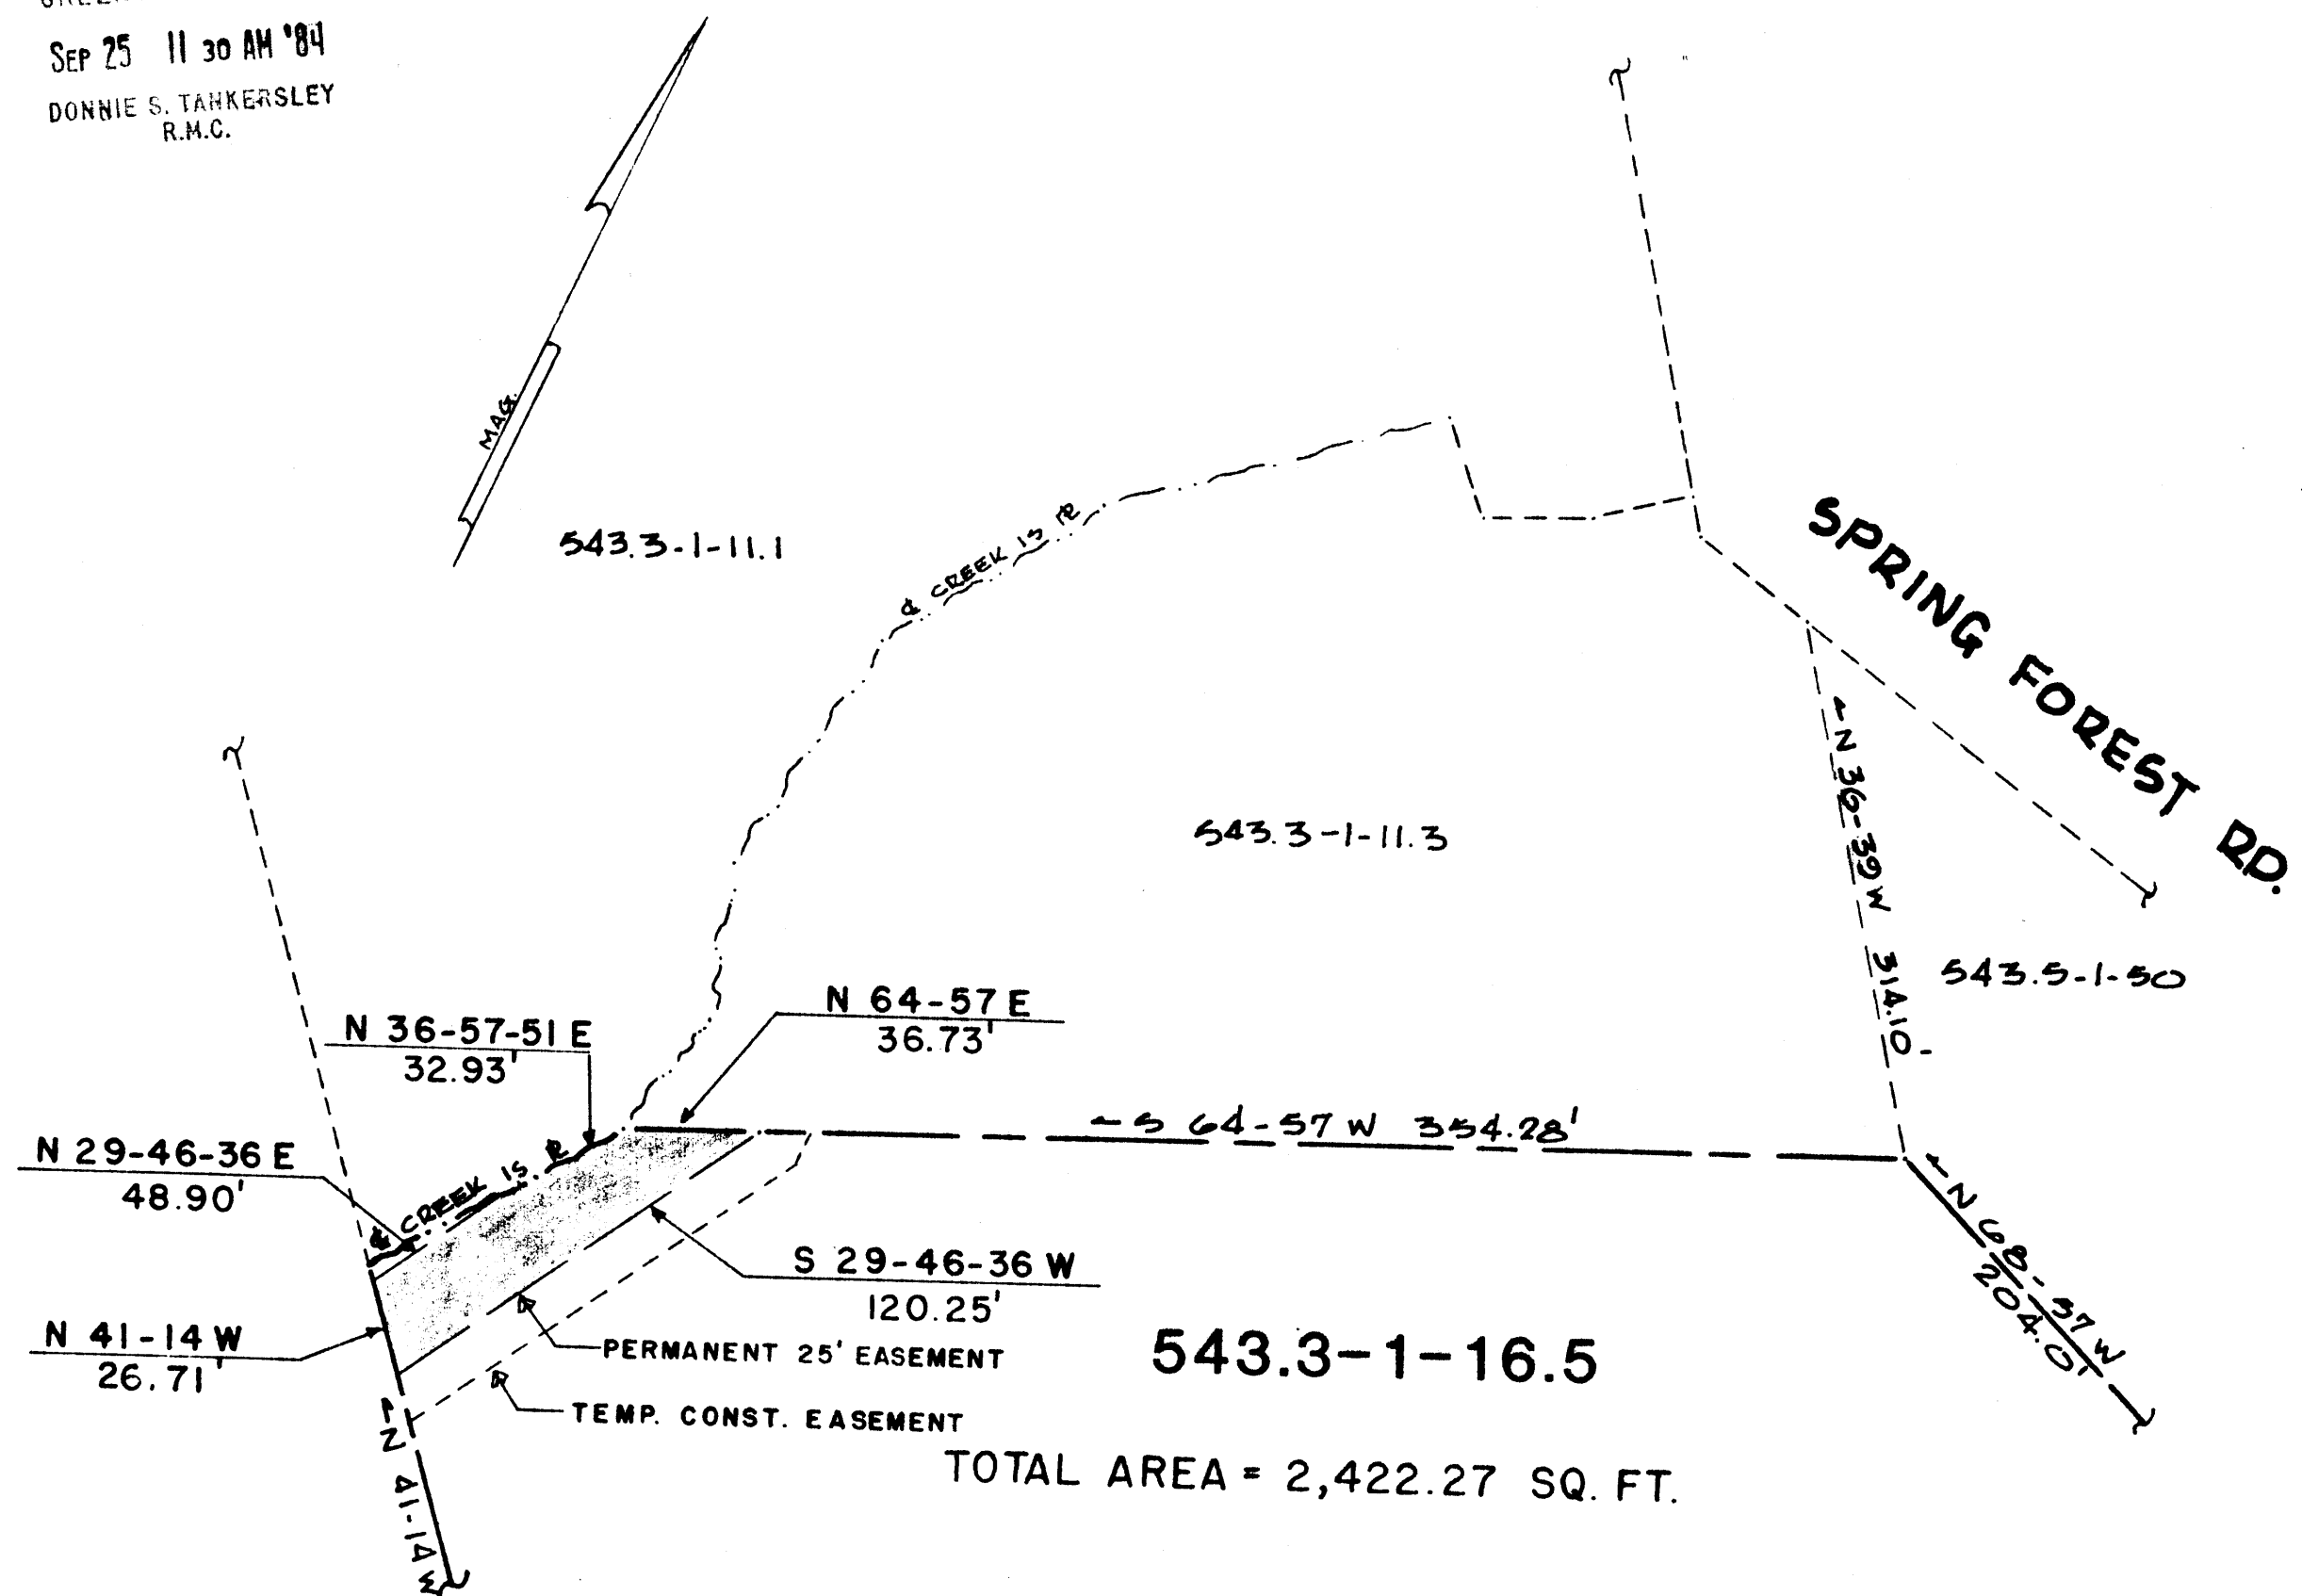 SEP 25 11 30 AM '84
DONNIE S. TANKERSLEY
R.M.C.
MAG.
543.3-1-11.1
℄ CREEK IS ⅊
SPRING FOREST RD.
543.3-1-11.3
N 36-39 W 314.10'
543.5-1-50
N 64-57 E
36.73'
N 36-57-51 E
32.93'
S 64-57 W 354.28'
N 29-46-36 E
48.90'
℄ CREEK IS ⅊
N 68-57 W
204.0'
S 29-46-36 W
120.25'
N 41-14 W
26.71'
PERMANENT 25' EASEMENT
543.3-1-16.5
TEMP. CONST. EASEMENT
TOTAL AREA = 2,422.27 SQ. FT.
N 41-14 W